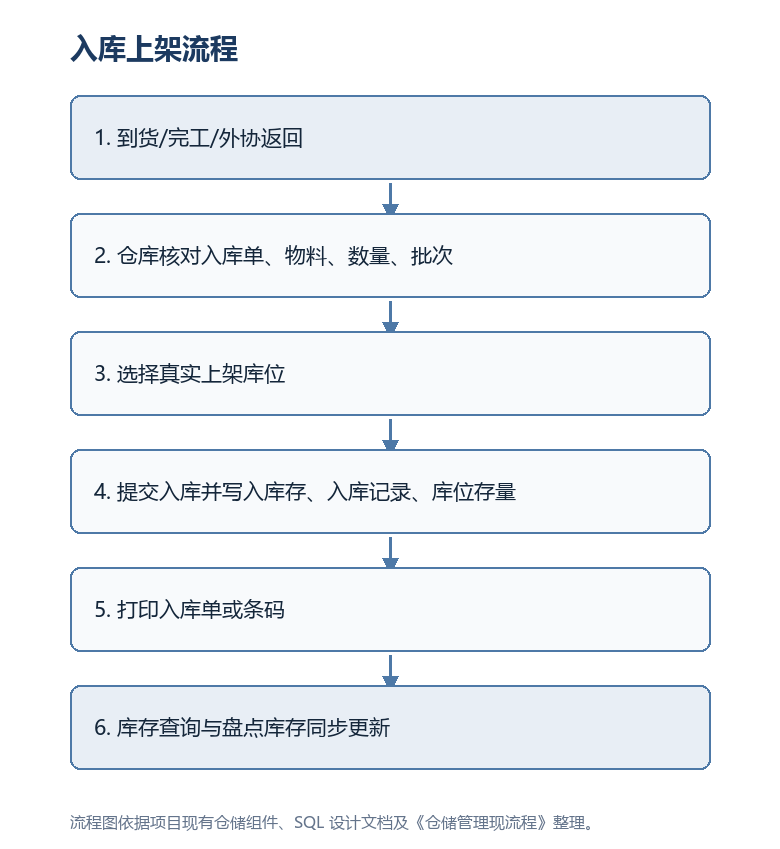 入库上架流程
1. 到货/完工/外协返回
2. 仓库核对入库单、物料、数量、批次
3. 选择真实上架库位
4. 提交入库并写入库存、入库记录、库位存量
5. 打印入库单或条码
6. 库存查询与盘点库存同步更新
流程图依据项目现有仓储组件、SQL 设计文档及《仓储管理现流程》整理。